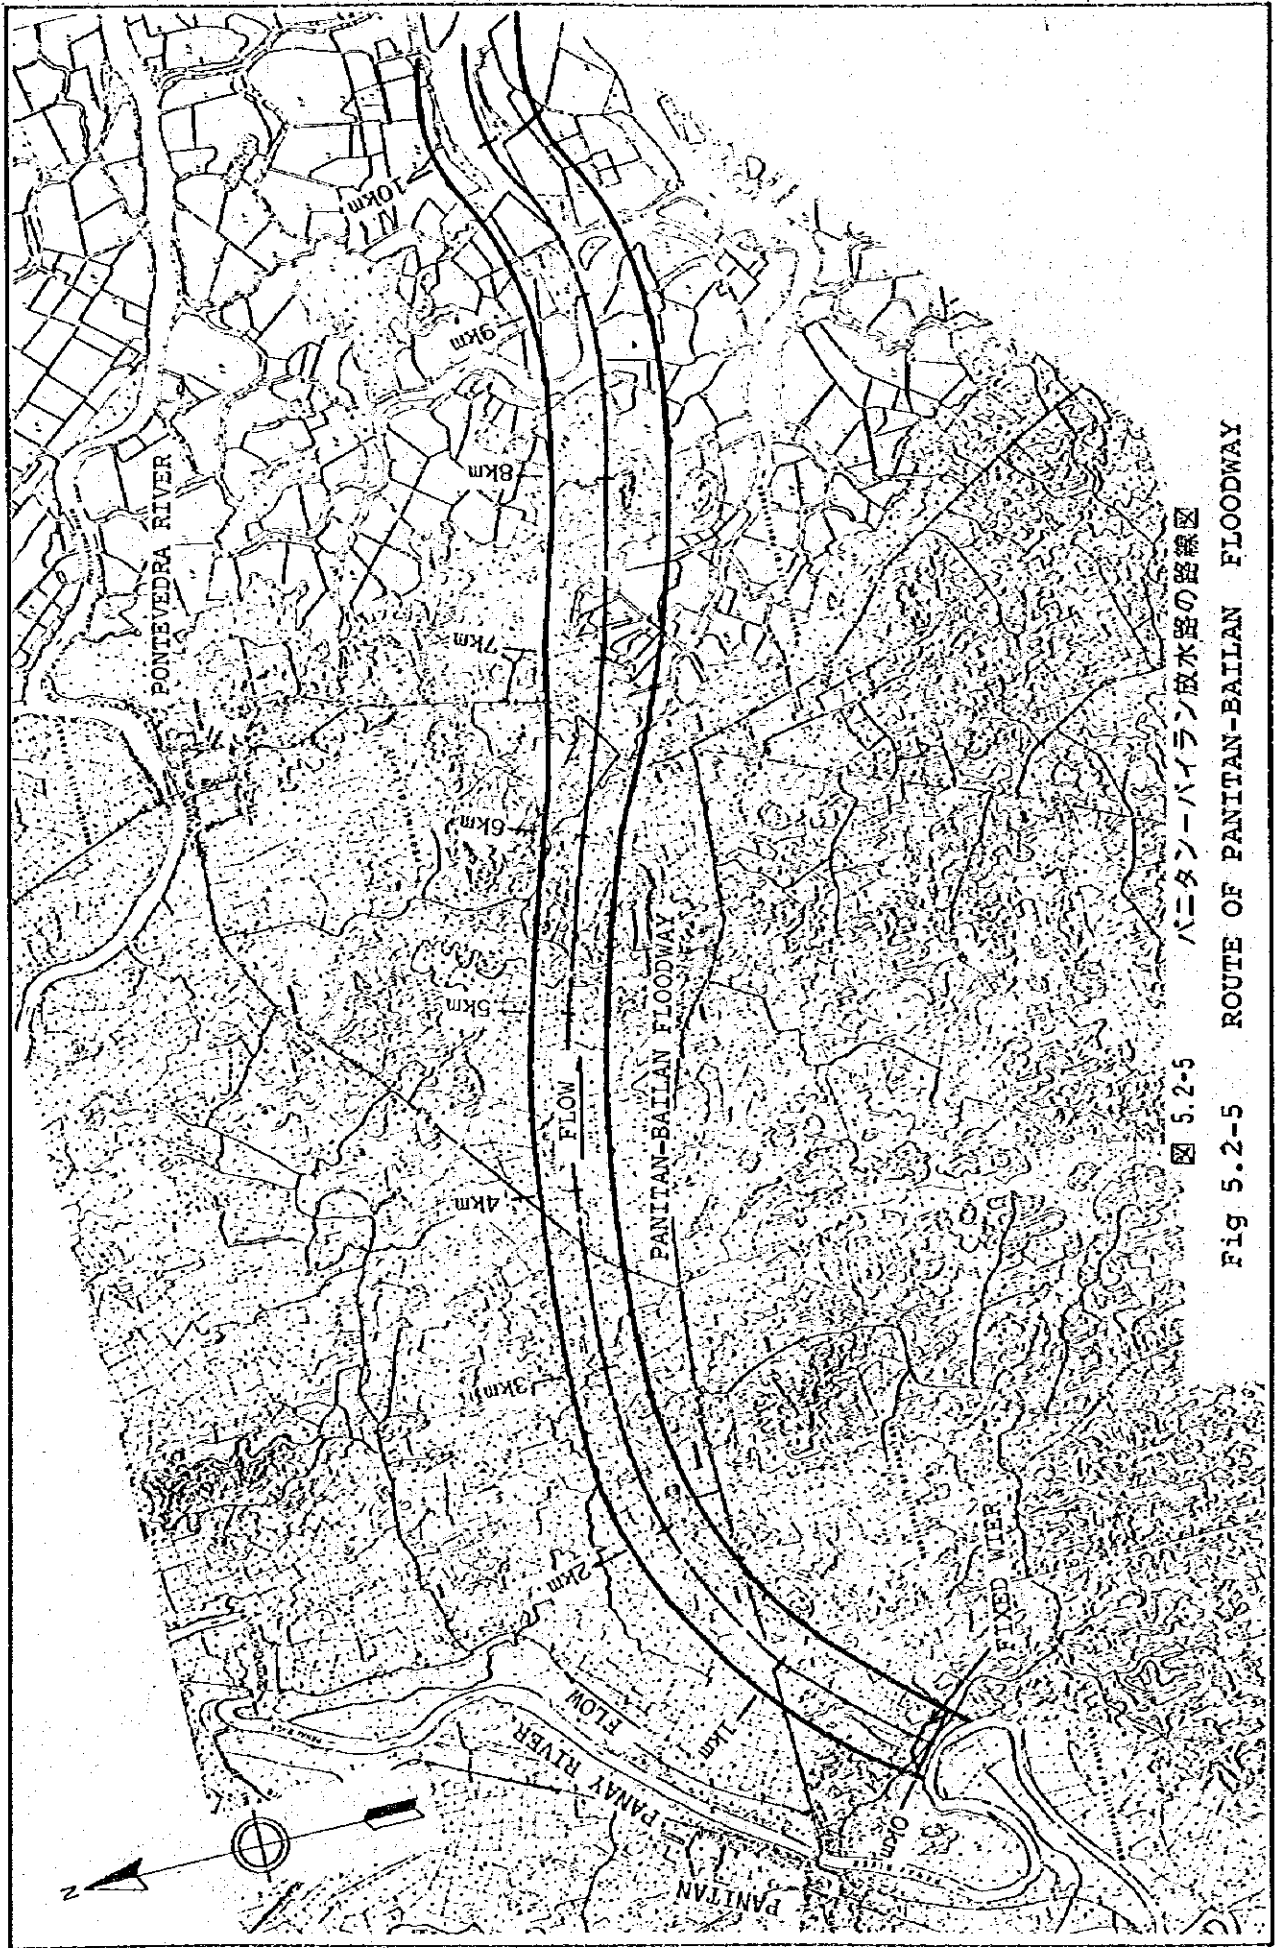 N
PANITAN
PANAY RIVER
FLOW
0km
1km
2km
3km
4km
5km
6km
7km
8km
9km
10km
FIXED WIER
FLOW
PANITAN-BAILAN FLOODWAY
PONTEVEDRA RIVER
図 5.2-5 パニタン－バイラン放水路の路線図
Fig 5.2-5 ROUTE OF PANITAN-BAILAN FLOODWAY